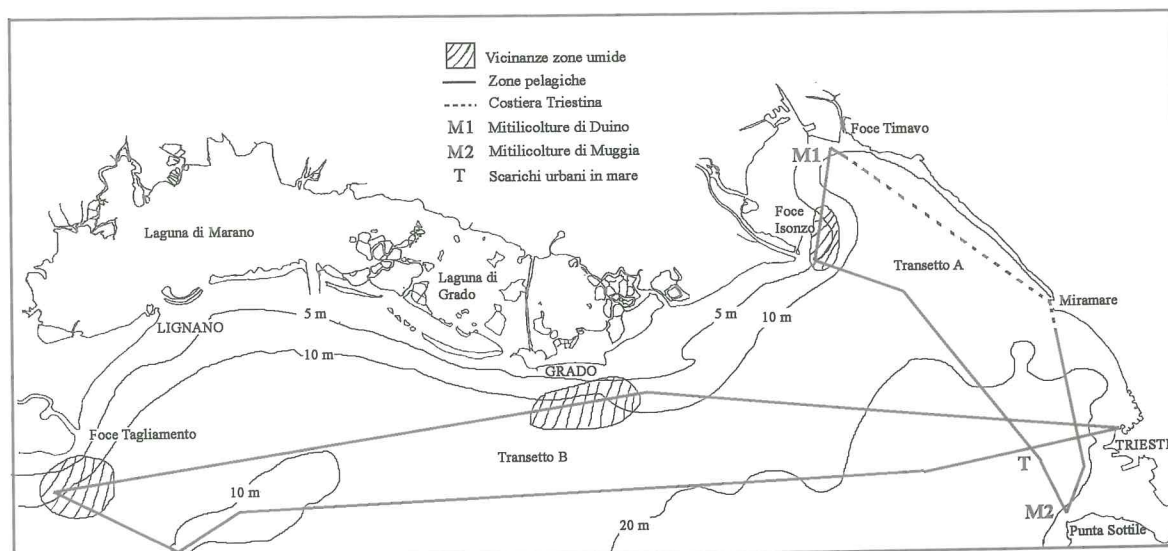 Vicinanze zone umide
Zone pelagiche
Costiera Triestina
M1 Mitilicolture di Duino
M2 Mitilicolture di Muggia
T Scarichi urbani in mare
Foce Timavo
M1
Foce
Isonzo
Laguna di Marano
Laguna di
Grado
Transetto A
Miramare
LIGNANO
5 m
5 m
10 m
10 m
GRADO
Foce Tagliamento
TRIESTE
Transetto B
T
10 m
M2
20 m
Punta Sottile